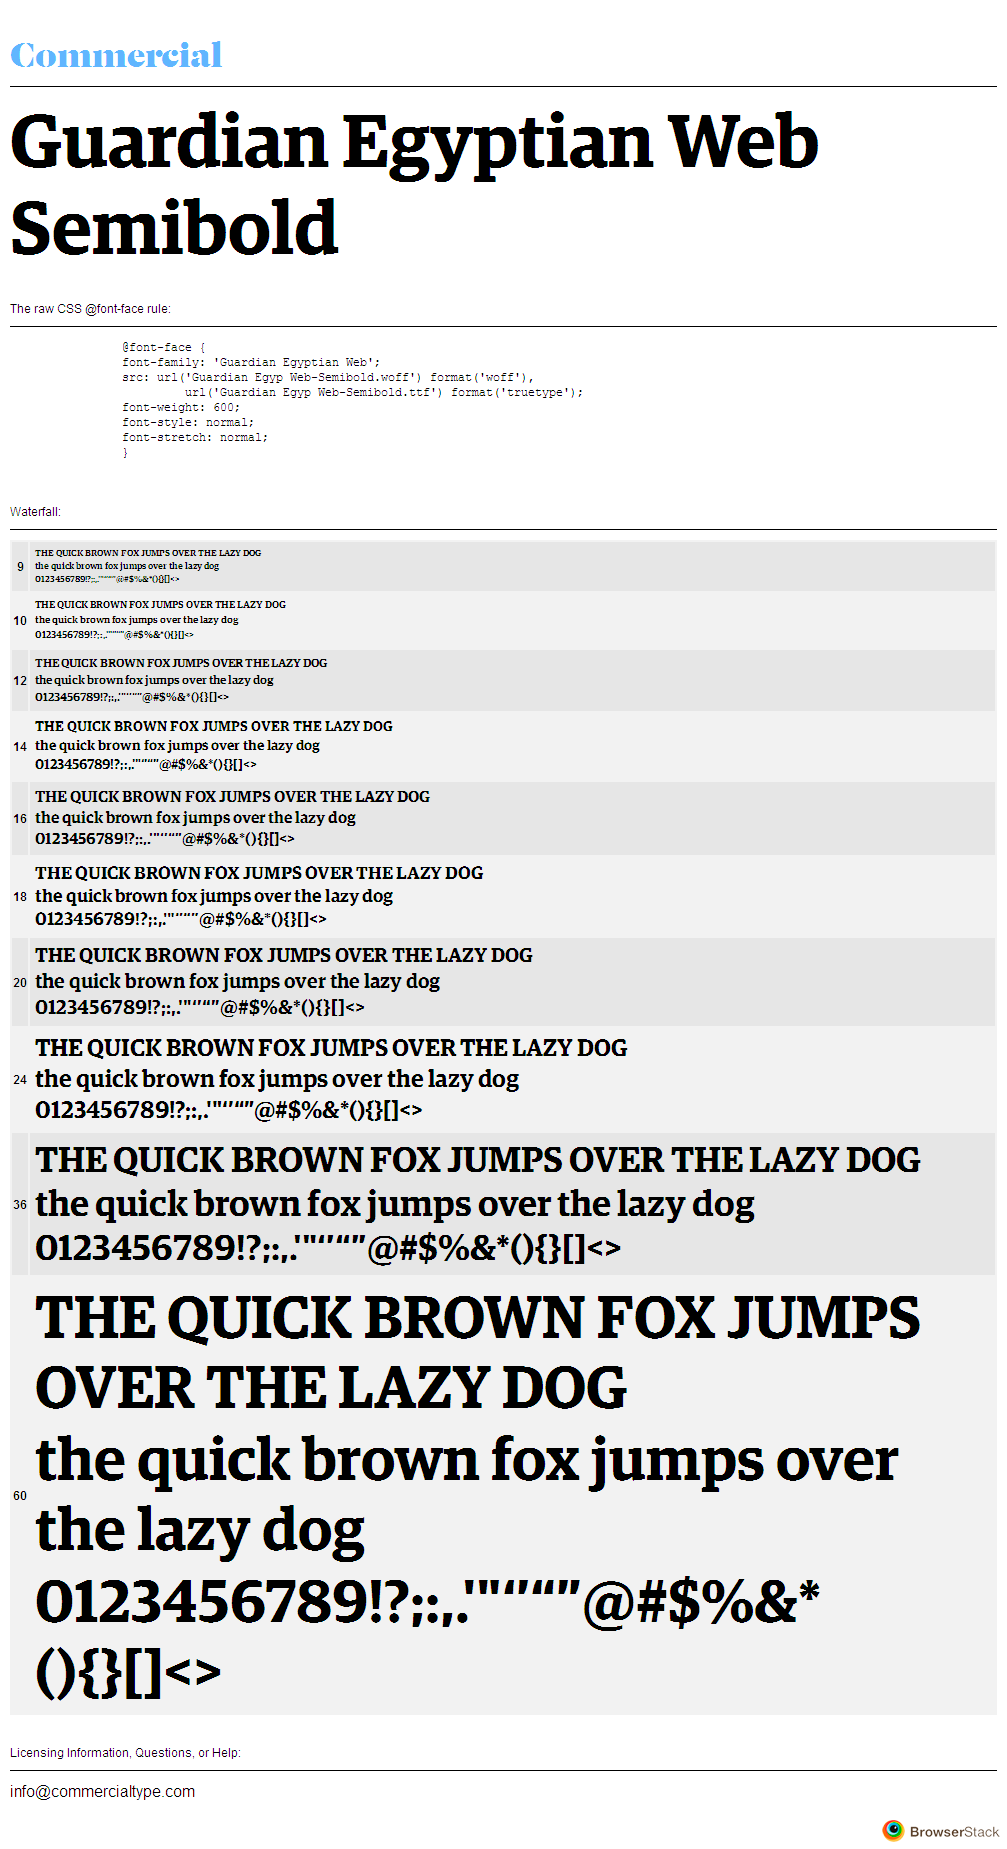 Commercial
Guardian Egyptian Web
Semibold
The raw CSS @font-face rule:
@font-face {
font-family: 'Guardian Egyptian Web';
src: url('Guardian Egyp Web-Semibold.woff') format('woff'),
url('Guardian Egyp Web-Semibold.ttf') format('truetype');
font-weight: 600;
font-style: normal;
font-stretch: normal;
}
Waterfall:
THE QUICK BROWN FOX JUMPS OVER THE LAZY DOG
9 the quick brown fox jumps over the lazy dog
0123456789!?;:,.'"‘’“”@#$%&*(){}[]<>
THE QUICK BROWN FOX JUMPS OVER THE LAZY DOG
10 the quick brown fox jumps over the lazy dog
0123456789!?;:,.'"‘’“”@#$%&*(){}[]<>
THE QUICK BROWN FOX JUMPS OVER THE LAZY DOG
12 the quick brown fox jumps over the lazy dog
0123456789!?;:,.'"‘’“”@#$%&*(){}[]<>
THE QUICK BROWN FOX JUMPS OVER THE LAZY DOG
14 the quick brown fox jumps over the lazy dog
0123456789!?;:,.'"‘’“”@#$%&*(){}[]<>
THE QUICK BROWN FOX JUMPS OVER THE LAZY DOG
16 the quick brown fox jumps over the lazy dog
0123456789!?;:,.'"‘’“”@#$%&*(){}[]<>
THE QUICK BROWN FOX JUMPS OVER THE LAZY DOG
18 the quick brown fox jumps over the lazy dog
0123456789!?;:,.'"‘’“”@#$%&*(){}[]<>
THE QUICK BROWN FOX JUMPS OVER THE LAZY DOG
20 the quick brown fox jumps over the lazy dog
0123456789!?;:,.'"‘’“”@#$%&*(){}[]<>
THE QUICK BROWN FOX JUMPS OVER THE LAZY DOG
24 the quick brown fox jumps over the lazy dog
0123456789!?;:,.'"‘’“”@#$%&*(){}[]<>
THE QUICK BROWN FOX JUMPS OVER THE LAZY DOG
36 the quick brown fox jumps over the lazy dog
0123456789!?;:,.'"‘’“”@#$%&*(){}[]<>
THE QUICK BROWN FOX JUMPS
OVER THE LAZY DOG
the quick brown fox jumps over
60 the lazy dog
0123456789!?;:,.'"‘’“”@#$%&*
(){}[]<>
Licensing Information, Questions, or Help:
info@commercialtype.com
BrowserStack